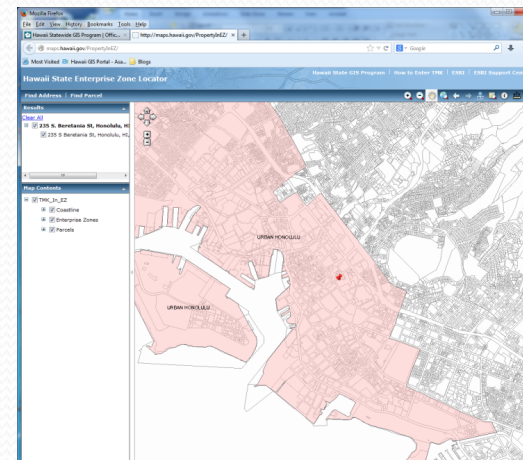 Mozilla Firefox
File Edit View History Bookmarks Tools Help
Hawaii Statewide GIS Program | Offic...
http://maps.hawaii.gov/PropertyInEZ/
maps.hawaii.gov/PropertyInEZ/
Google
Most Visited
Hawaii GIS Portal - Asa...
Blogs
Hawaii State Enterprise Zone Locator
Hawaii State GIS Program | How to Enter TMK | ESRI | ESRI Support Cent
Find Address | Find Parcel
Results
Clear All
235 S. Beretania St, Honolulu, HI
235 S Beretania St, Honolulu, HI,
Map Contents
TMK_In_EZ
Coastline
Enterprise Zones
Parcels
URBAN HONOLULU
URBAN HONOLULU